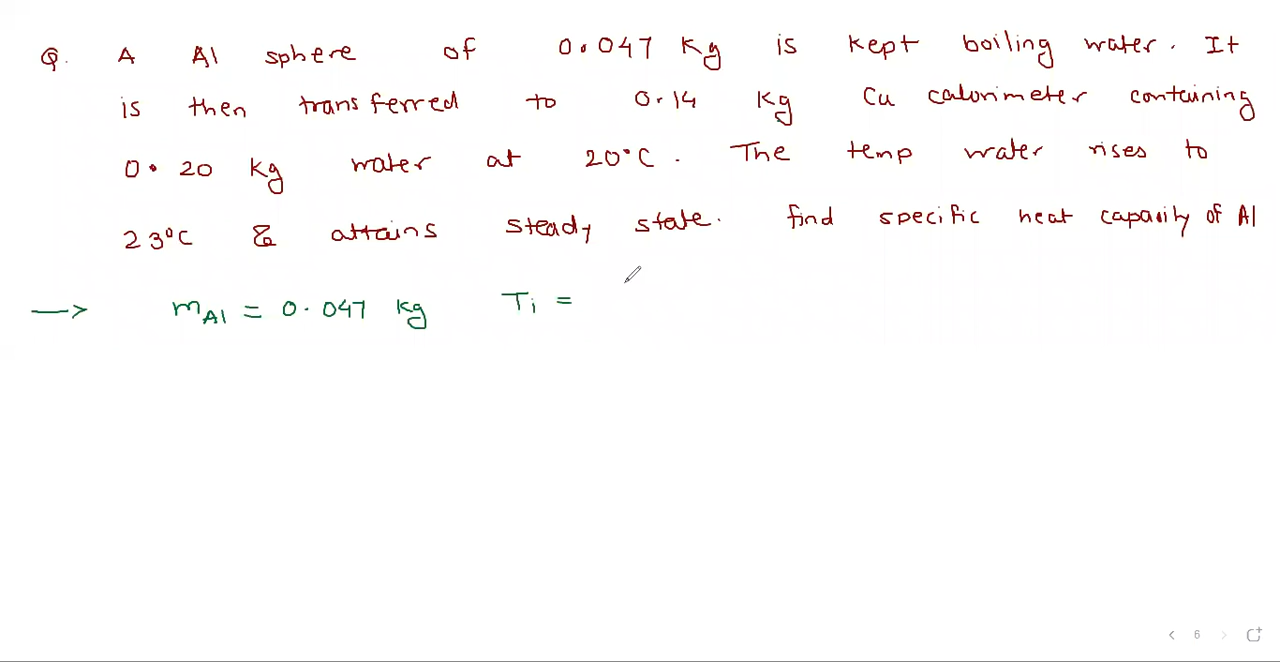 Q. A Al sphere of 0.047 Kg is kept boiling water. It
is then transferred to 0.14 Kg Cu calorimeter containing
0.20 Kg water at 20°C. The temp water rises to
23°C & attains steady state. find specific heat capacity of Al
—> m_Al = 0.047 Kg T_i =
< 6 >